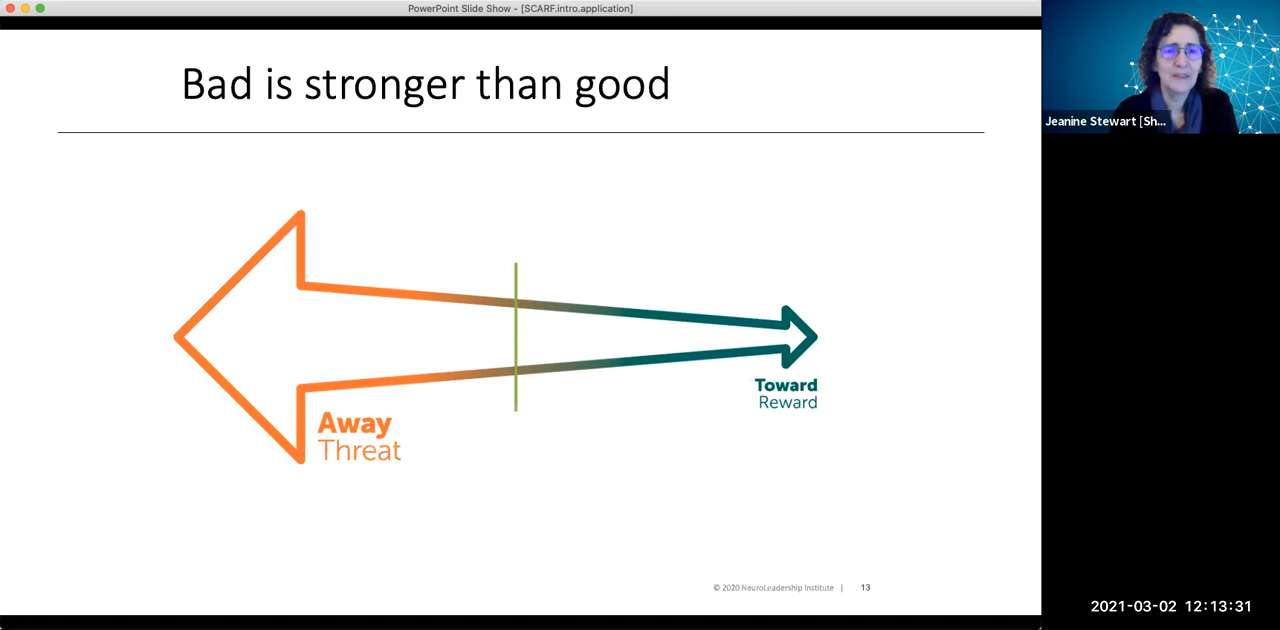 PowerPoint Slide Show - [SCARF.intro.application]
Bad is stronger than good
Jeanine Stewart [Sh...
Toward
Reward
Away
Threat
© 2020 NeuroLeadership Institute | 13
2021-03-02 12:13:31